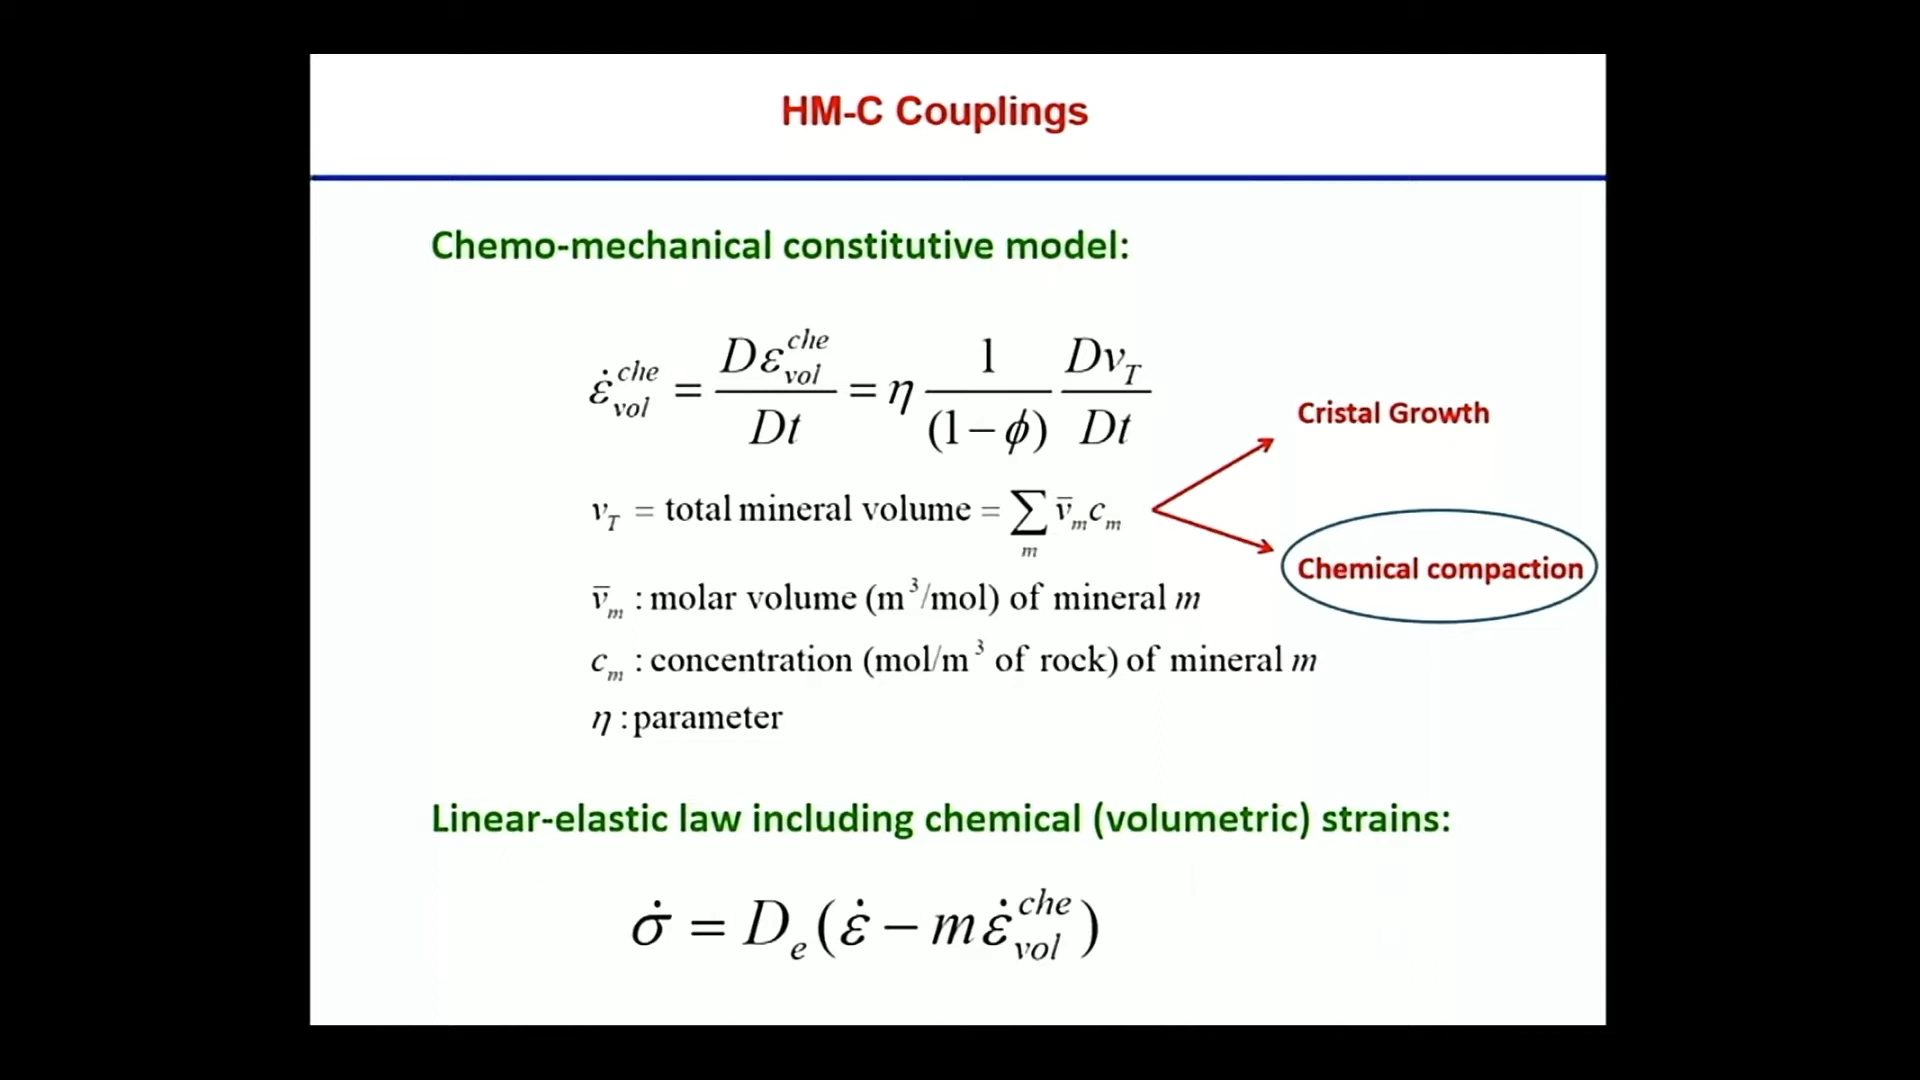 HM-C Couplings
Chemo-mechanical constitutive model:
ε̇_vol^che = Dε_vol^che / Dt = η 1/(1−ϕ) Dv_T/Dt
Cristal Growth
v_T = total mineral volume = ∑_m v̄_m c_m
Chemical compaction
v̄_m : molar volume (m³/mol) of mineral m
c_m : concentration (mol/m³ of rock) of mineral m
η : parameter
Linear-elastic law including chemical (volumetric) strains:
σ̇ = D_e(ε̇ − mε̇_vol^che)